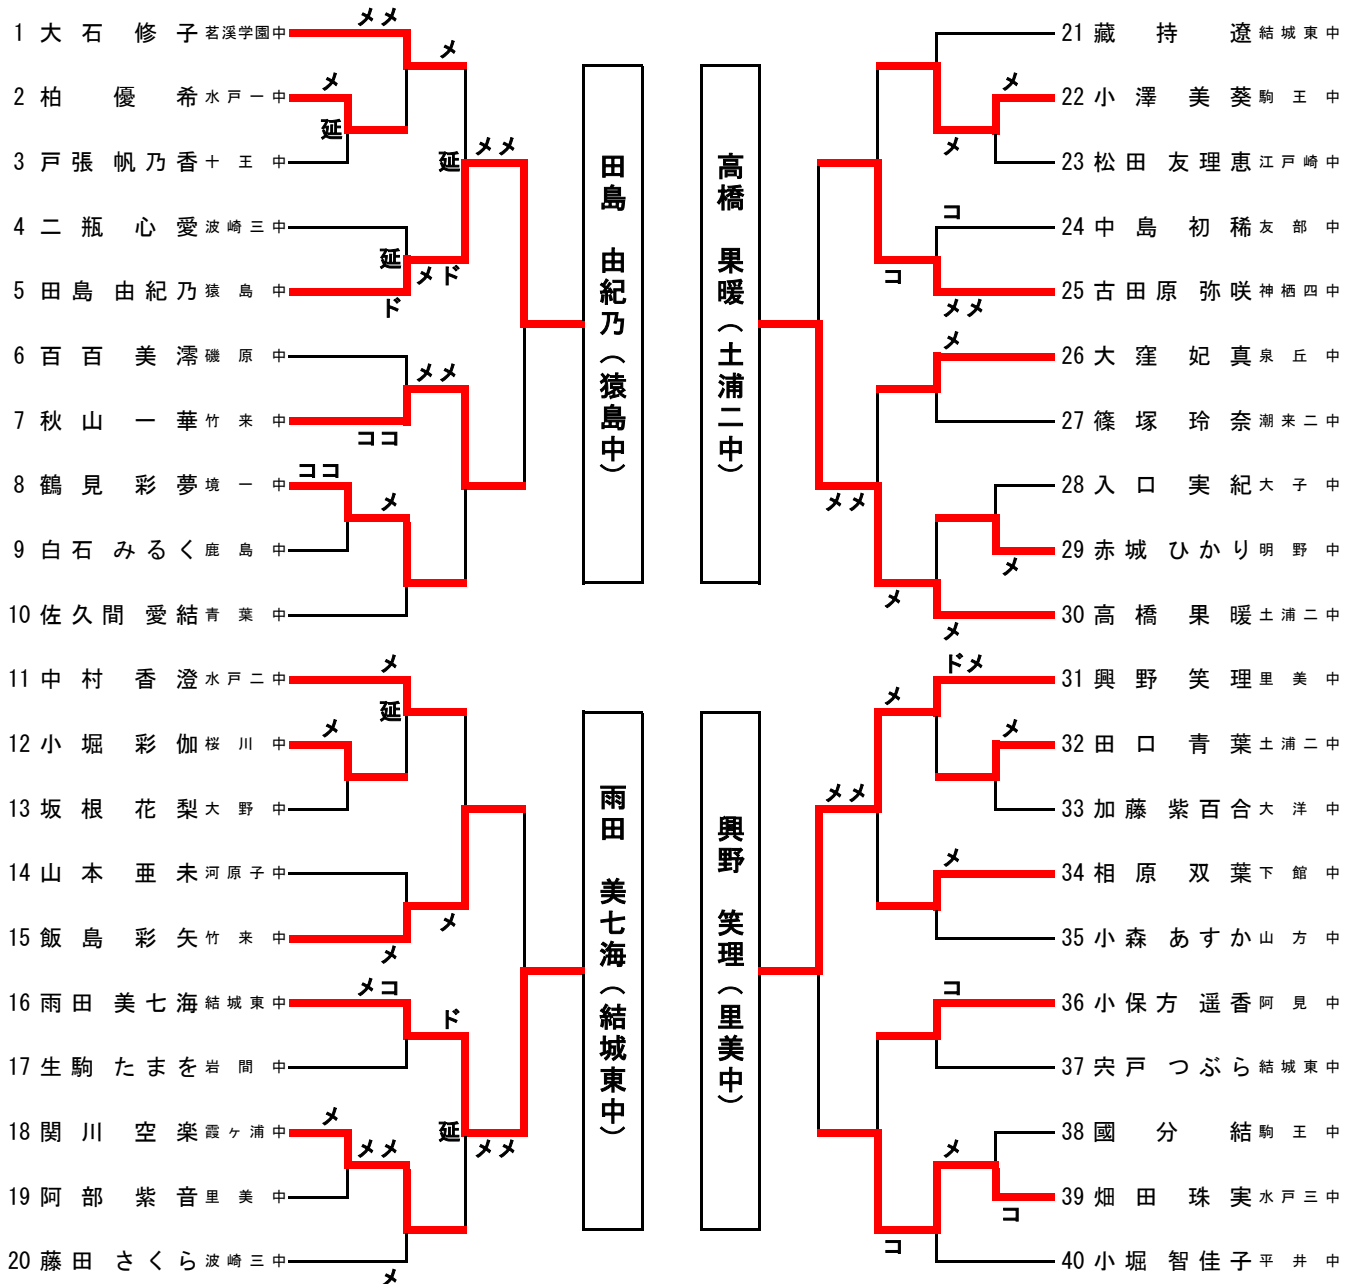 1 大石 修子 茗溪学園中
2 柏 優希 水戸一中
3 戸張 帆乃香 十王中
4 二瓶 心愛 波崎三中
5 田島 由紀乃 猿島中
6 百百 美澪 磯原中
7 秋山 一華 竹来中
8 鶴見 彩夢 境一中
9 白石 みるく 鹿島中
10 佐久間 愛結 青葉中
11 中村 香澄 水戸二中
12 小堀 彩伽 桜川中
13 坂根 花梨 大野中
14 山本 亜未 河原子中
15 飯島 彩矢 竹来中
16 雨田 美七海 結城東中
17 生駒 たまを 岩間中
18 関川 空楽 霞ヶ浦中
19 阿部 紫音 里美中
20 藤田 さくら 波崎三中
メメ
メ
メ
延
延
メメ
延
メド
ド
メメ
ココ
ココ
メ
メ
延
メ
メ
メ
メコ
ド
メ
メメ
延
メメ
メ
田島 由紀乃(猿島中)
雨田 美七海(結城東中)
高橋 果暖(土浦二中)
興野 笑理(里美中)
メ
メ
コ
コ
メメ
メ
メメ
メ
メ
メ
ドメ
メ
メ
メメ
メ
コ
メ
コ
コ
21 藏持 遼 結城東中
22 小澤 美葵 駒王中
23 松田 友理恵 江戸崎中
24 中島 初稀 友部中
25 古田原 弥咲 神栖四中
26 大窪 妃真 泉丘中
27 篠塚 玲奈 潮来二中
28 入口 実紀 大子中
29 赤城 ひかり 明野中
30 高橋 果暖 土浦二中
31 興野 笑理 里美中
32 田口 青葉 土浦二中
33 加藤 紫百合 大洋中
34 相原 双葉 下館中
35 小森 あすか 山方中
36 小保方 遥香 阿見中
37 宍戸 つぶら 結城東中
38 國分 結 駒王中
39 畑田 珠実 水戸三中
40 小堀 智佳子 平井中